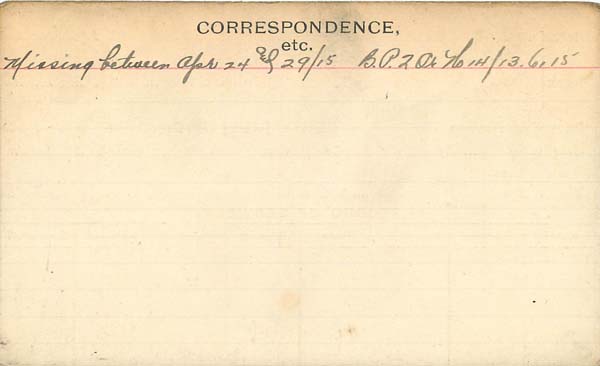 CORRESPONDENCE,
etc.
Missing between Apr 24 & 29/15 B.P.2 Or No 14/13.6.15